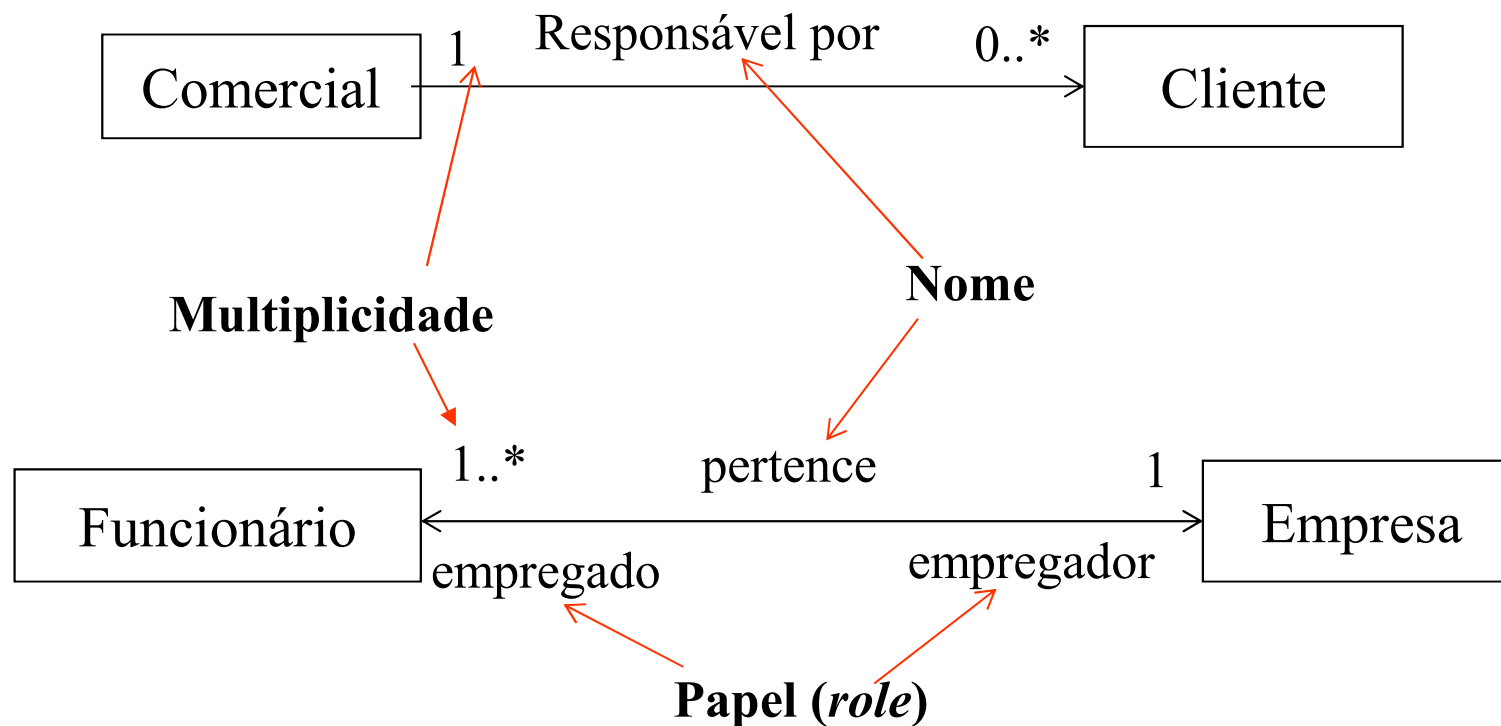 1 Responsável por 0..*
Comercial
Cliente
Nome
Multiplicidade
1..* pertence 1
Funcionário
Empresa
empregado
empregador
Papel (role)